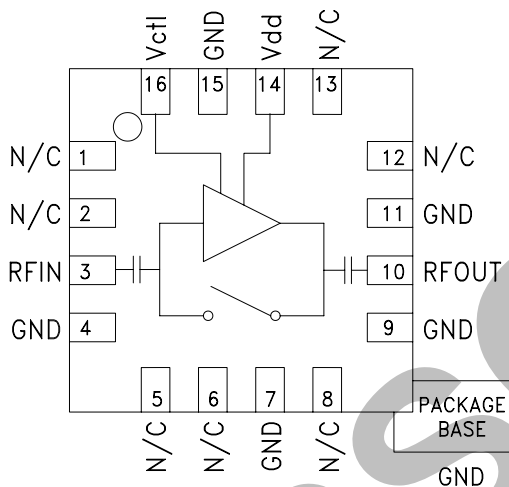 Vctl
GND
Vdd
N/C
16
15
14
13
N/C 1
12 N/C
N/C 2
11 GND
RFIN 3
10 RFOUT
GND 4
9 GND
5
6
7
8
N/C
N/C
GND
N/C
PACKAGE
BASE
GND